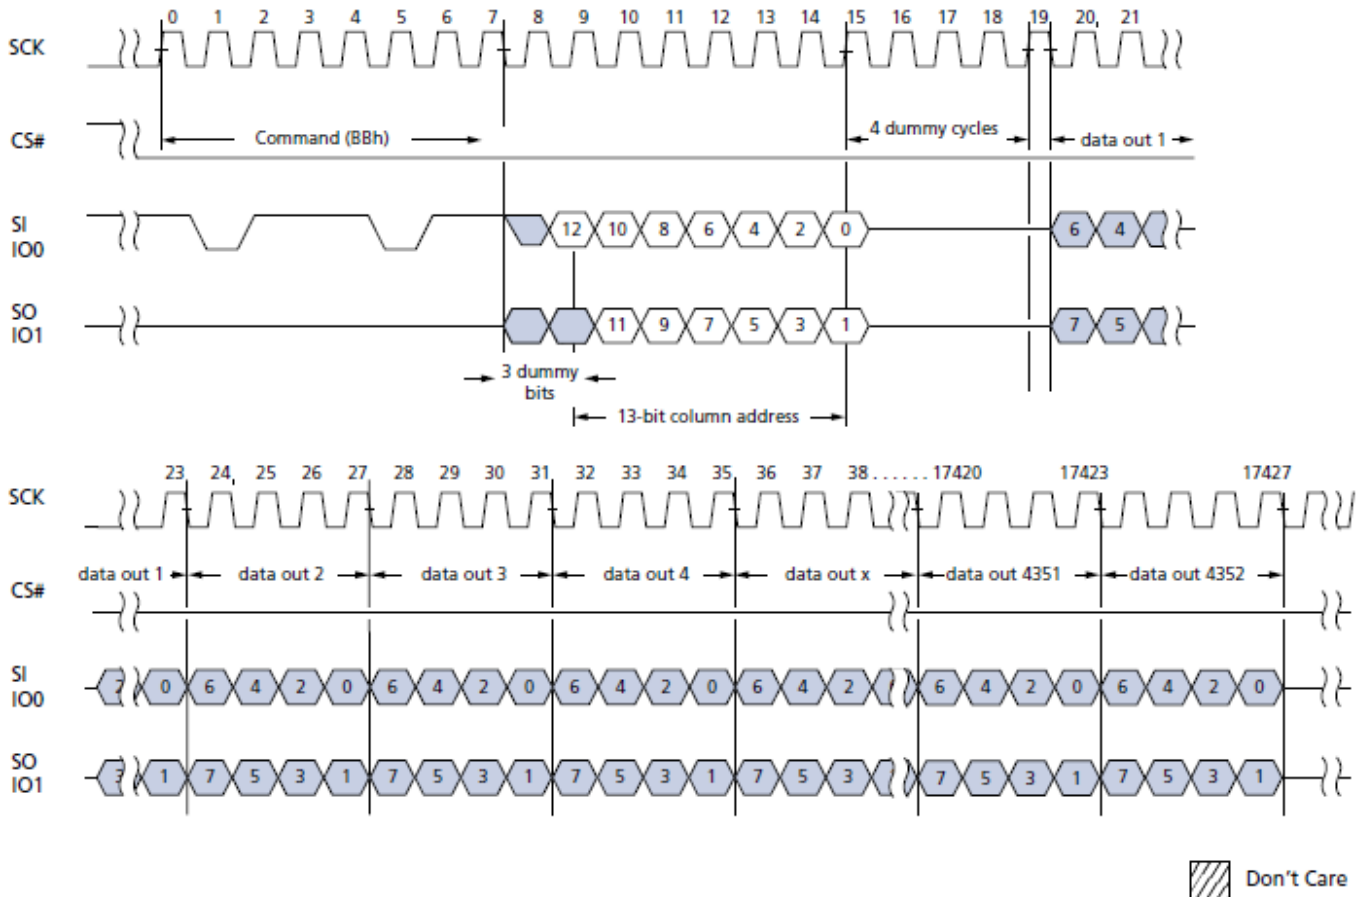 0 1 2 3 4 5 6 7 8 9 10 11 12 13 14 15 16 17 18 19 20 21
SCK
CS#
Command (BBh)
4 dummy cycles
data out 1
SI
IO0
12 10 8 6 4 2 0 6 4
SO
IO1
11 9 7 5 3 1 7 5
3 dummy
bits
13-bit column address
23 24 25 26 27 28 29 30 31 32 33 34 35 36 37 38...... 17420 17423 17427
SCK
data out 1 data out 2 data out 3 data out 4 data out x data out 4351 data out 4352
CS#
SI
IO0
2 0 6 4 2 0 6 4 2 0 6 4 2 0 6 4 2 6 4 2 0 6 4 2 0
SO
IO1
3 1 7 5 3 1 7 5 3 1 7 5 3 1 7 5 3 7 5 3 1 7 5 3 1
Don't Care